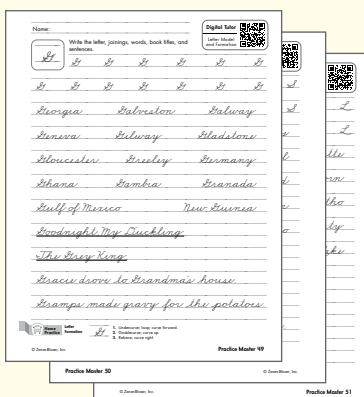 Name:
Write the letter, joinings, words, book titles, and sentences.
Digital Tutor
Letter Model and Formation
G
G G G G G G
G G G G G G G
Georgia Galveston Galway
Geneva Gilway Gladstone
Gloucester Greeley Germany
Ghana Gambia Granada
Gulf of Mexico New Guinea
Goodnight My Duckling
The Grey King
Gracie drove to Grandma's house.
Gramps made gravy for the potatoes.
Home Practice
Letter Formation
G
1. Undercurve, loop, curve forward.
2. Doublecurve, curve up.
3. Retrace, curve right.
© Zaner-Bloser, Inc.
Practice Master 49
S
S
Practice Master 50
© Zaner-Bloser, Inc.
L
L
© Zaner-Bloser, Inc.
Practice Master 51